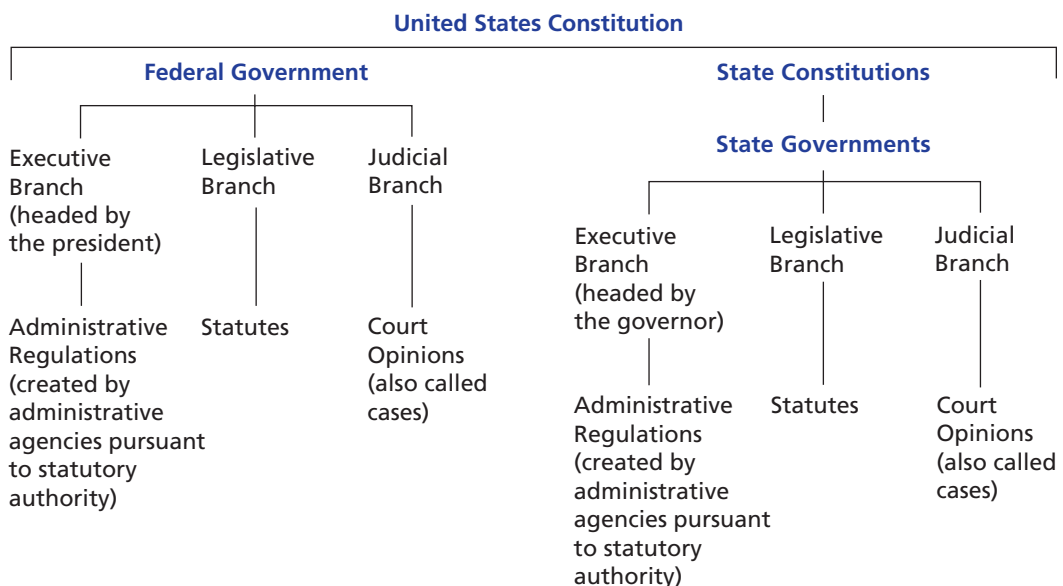 United States Constitution
Federal Government
Executive
Branch
(headed by
the president)
Administrative
Regulations
(created by
administrative
agencies pursuant
to statutory
authority)
Legislative
Branch
Statutes
Judicial
Branch
Court
Opinions
(also called
cases)
State Constitutions
State Governments
Executive
Branch
(headed by
the governor)
Administrative
Regulations
(created by
administrative
agencies pursuant
to statutory
authority)
Legislative
Branch
Statutes
Judicial
Branch
Court
Opinions
(also called
cases)